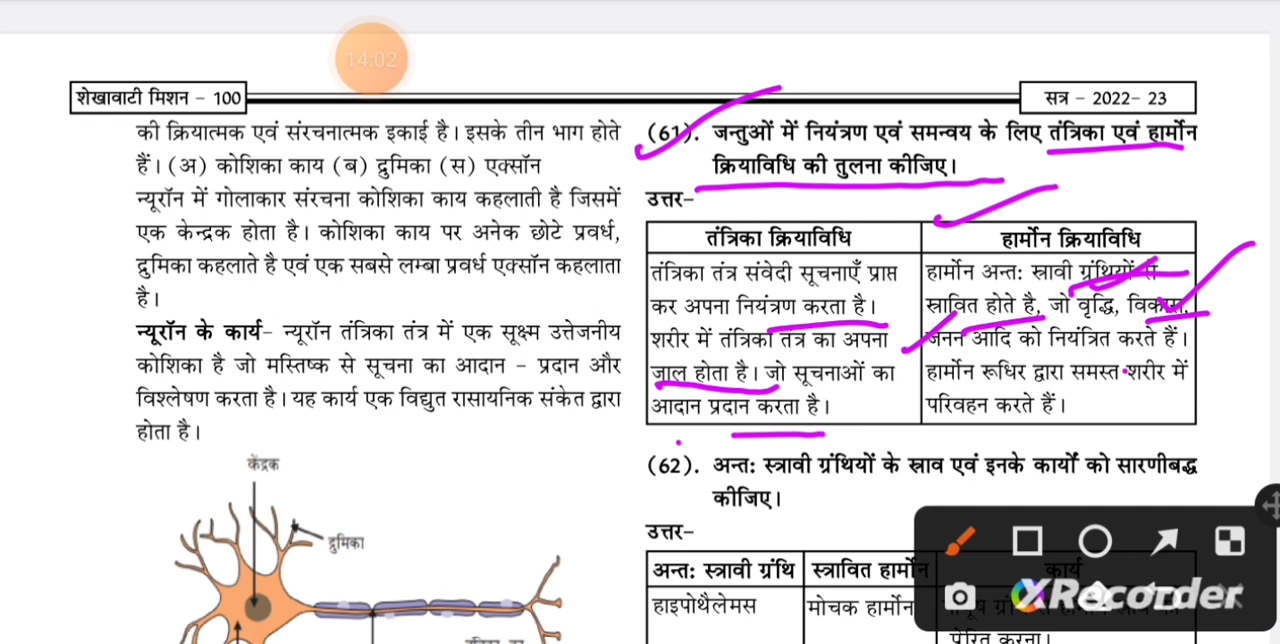 14:02
शेखावाटी मिशन - 100
सत्र - 2022- 23
की क्रियात्मक एवं संरचनात्मक इकाई है। इसके तीन भाग होते
हैं। (अ) कोशिका काय (ब) द्रुमिका (स) एक्सॉन
न्यूरॉन में गोलाकार संरचना कोशिका काय कहलाती है जिसमें
एक केन्द्रक होता है। कोशिका काय पर अनेक छोटे प्रवर्ध,
द्रुमिका कहलाते है एवं एक सबसे लम्बा प्रवर्ध एक्सॉन कहलाता
है।
न्यूरॉन के कार्य- न्यूरॉन तंत्रिका तंत्र में एक सूक्ष्म उत्तेजनीय
कोशिका है जो मस्तिष्क से सूचना का आदान - प्रदान और
विश्लेषण करता है। यह कार्य एक विद्युत रासायनिक संकेत द्वारा
होता है।
केंद्रक
द्रुमिका
(61). जन्तुओं में नियंत्रण एवं समन्वय के लिए तंत्रिका एवं हार्मोन
क्रियाविधि की तुलना कीजिए।
उत्तर-
तंत्रिका क्रियाविधि
तंत्रिका तंत्र संवेदी सूचनाएँ प्राप्त
कर अपना नियंत्रण करता है।
शरीर में तंत्रिका तंत्र का अपना
जाल होता है। जो सूचनाओं का
आदान प्रदान करता है।
हार्मोन क्रियाविधि
हार्मोन अन्त: स्रावी ग्रंथियों से
स्रावित होते है, जो वृद्धि, विकास,
जनन आदि को नियंत्रित करते हैं।
हार्मोन रूधिर द्वारा समस्त शरीर में
परिवहन करते हैं।
(62). अन्त: स्त्रावी ग्रंथियों के स्राव एवं इनके कार्यों को सारणीबद्ध
कीजिए।
उत्तर-
अन्त: स्त्रावी ग्रंथि स्त्रावित हार्मोन कार्य
हाइपोथैलेमस मोचक हार्मोन
प्रेरित करना।
XRecorder